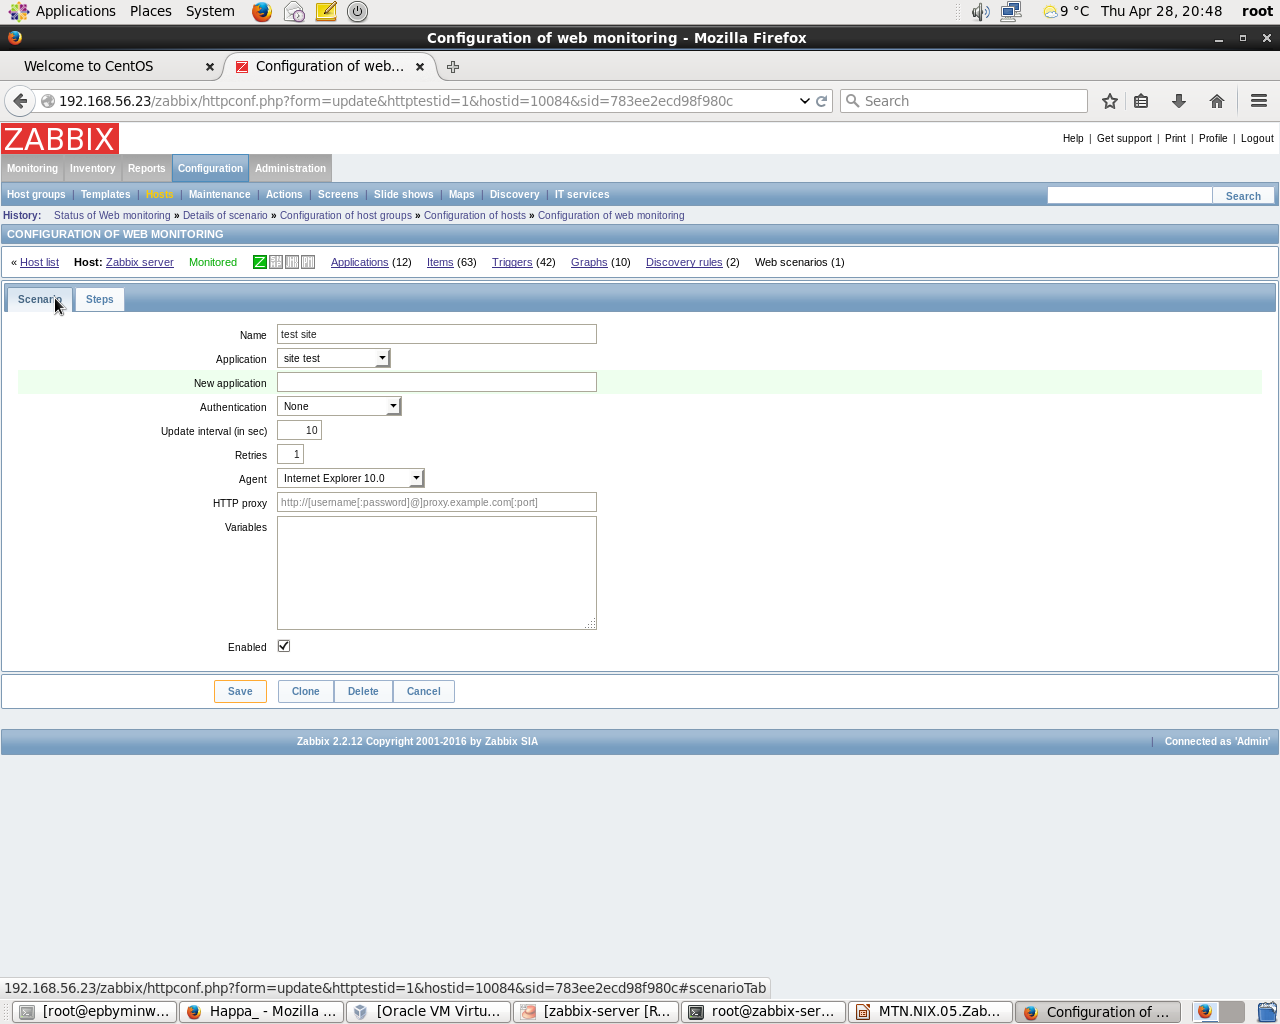 Applications Places System 9 °C Thu Apr 28, 20:48 root
Configuration of web monitoring - Mozilla Firefox
Welcome to CentOS Configuration of web...
192.168.56.23/zabbix/httpconf.php?form=update&httptestid=1&hostid=10084&sid=783ee2ecd98f980c Search
ZABBIX Help | Get support | Print | Profile | Logout
Monitoring Inventory Reports Configuration Administration
Host groups | Templates | Hosts | Maintenance | Actions | Screens | Slide shows | Maps | Discovery | IT services Search
History: Status of Web monitoring » Details of scenario » Configuration of host groups » Configuration of hosts » Configuration of web monitoring
CONFIGURATION OF WEB MONITORING
« Host list Host: Zabbix server Monitored Applications (12) Items (63) Triggers (42) Graphs (10) Discovery rules (2) Web scenarios (1)
Scenario Steps
Name test site
Application site test
New application
Authentication None
Update interval (in sec) 10
Retries 1
Agent Internet Explorer 10.0
HTTP proxy http://[username[:password]@]proxy.example.com[:port]
Variables
Enabled
Save Clone Delete Cancel
Zabbix 2.2.12 Copyright 2001-2016 by Zabbix SIA | Connected as 'Admin'
192.168.56.23/zabbix/httpconf.php?form=update&httptestid=1&hostid=10084&sid=783ee2ecd98f980c#scenarioTab
[root@epbyminw... Happa_ - Mozilla ... [Oracle VM Virtu... [zabbix-server [R... root@zabbix-ser... MTN.NIX.05.Zab... Configuration of ...